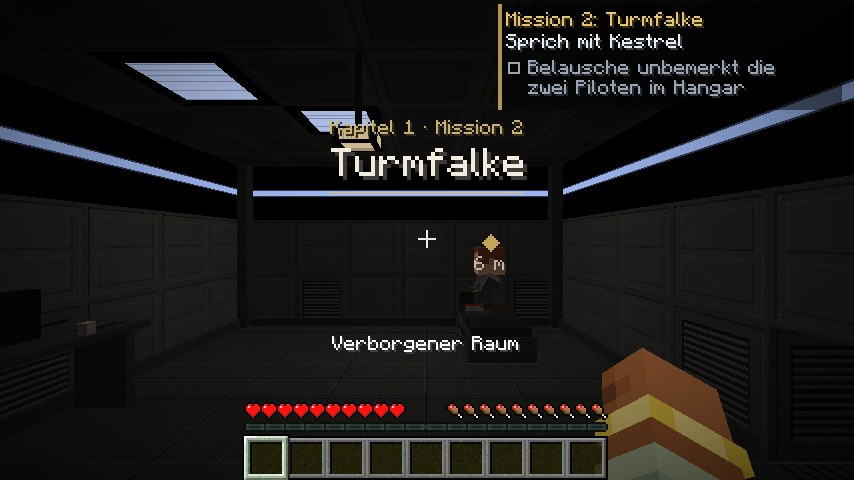 Mission 2: Turmfalke
Sprich mit Kestrel
Belausche unbemerkt die
zwei Piloten im Hangar
Kapitel 1 · Mission 2
Turmfalke
6 m
Verborgener Raum